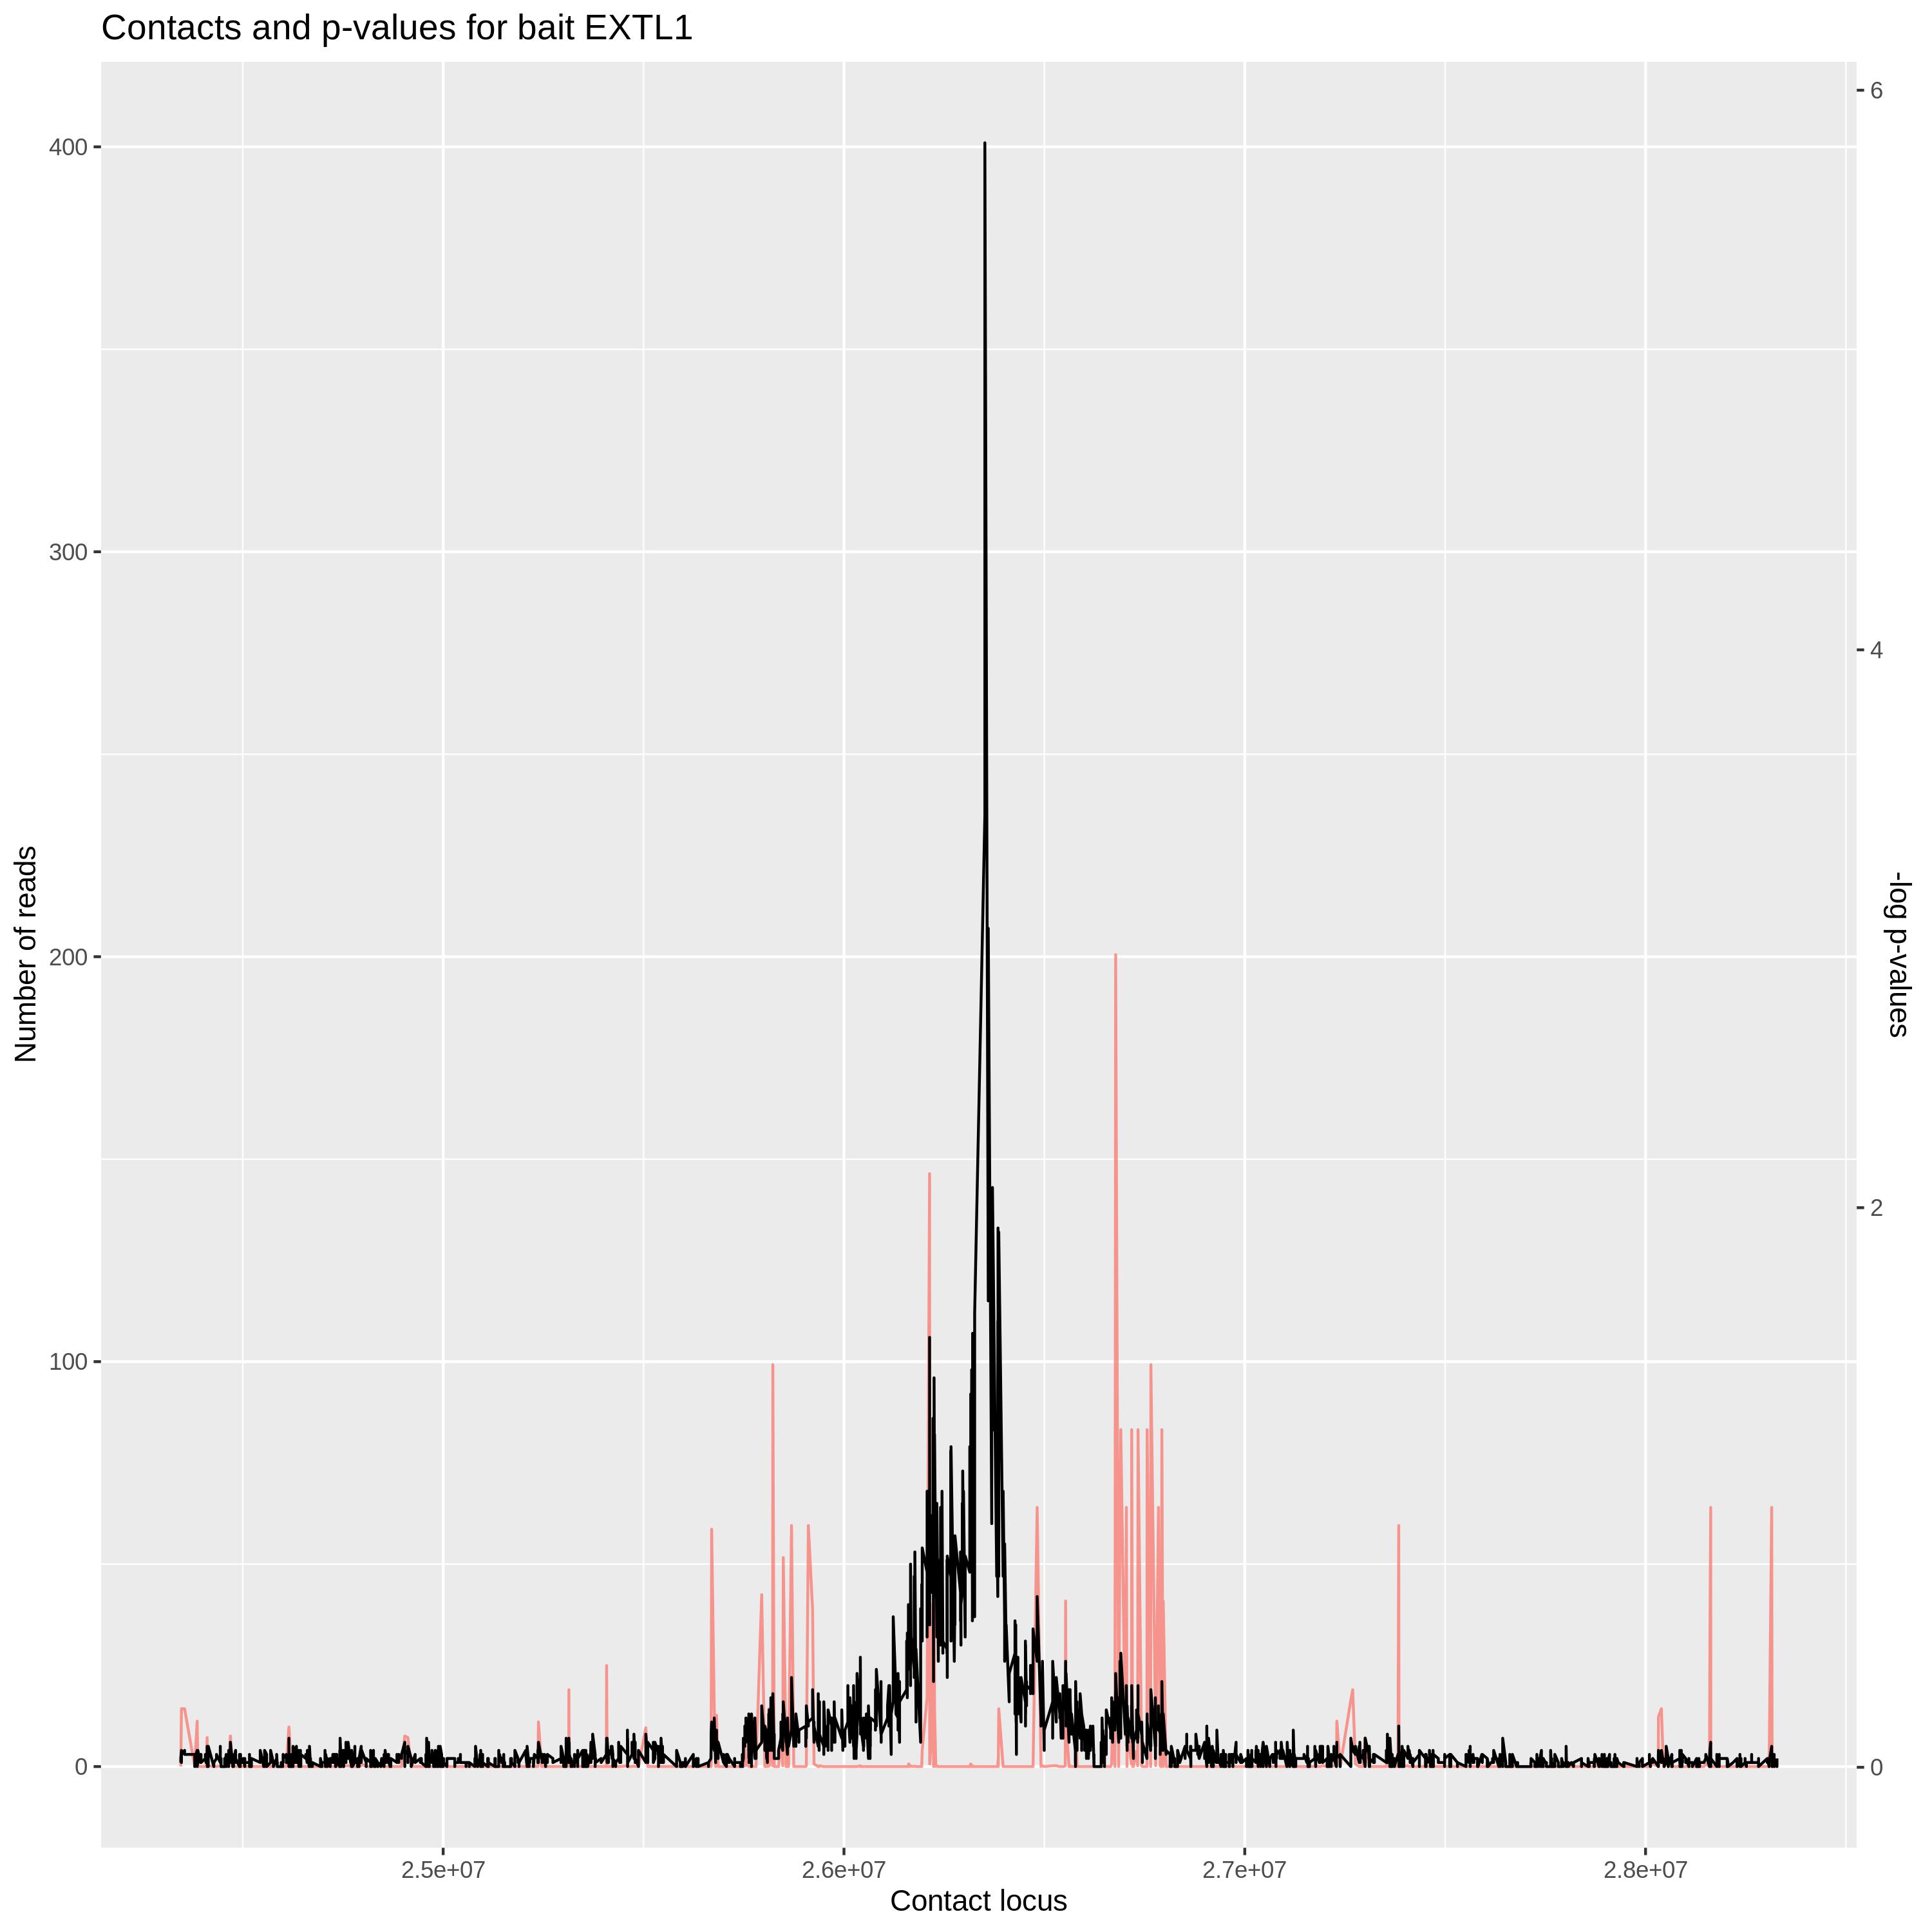 Contacts and p-values for bait EXTL1
6
400
300
4
Number of reads
-log p-values
200
2
100
0
0
2.5e+07
2.6e+07
2.7e+07
2.8e+07
Contact locus